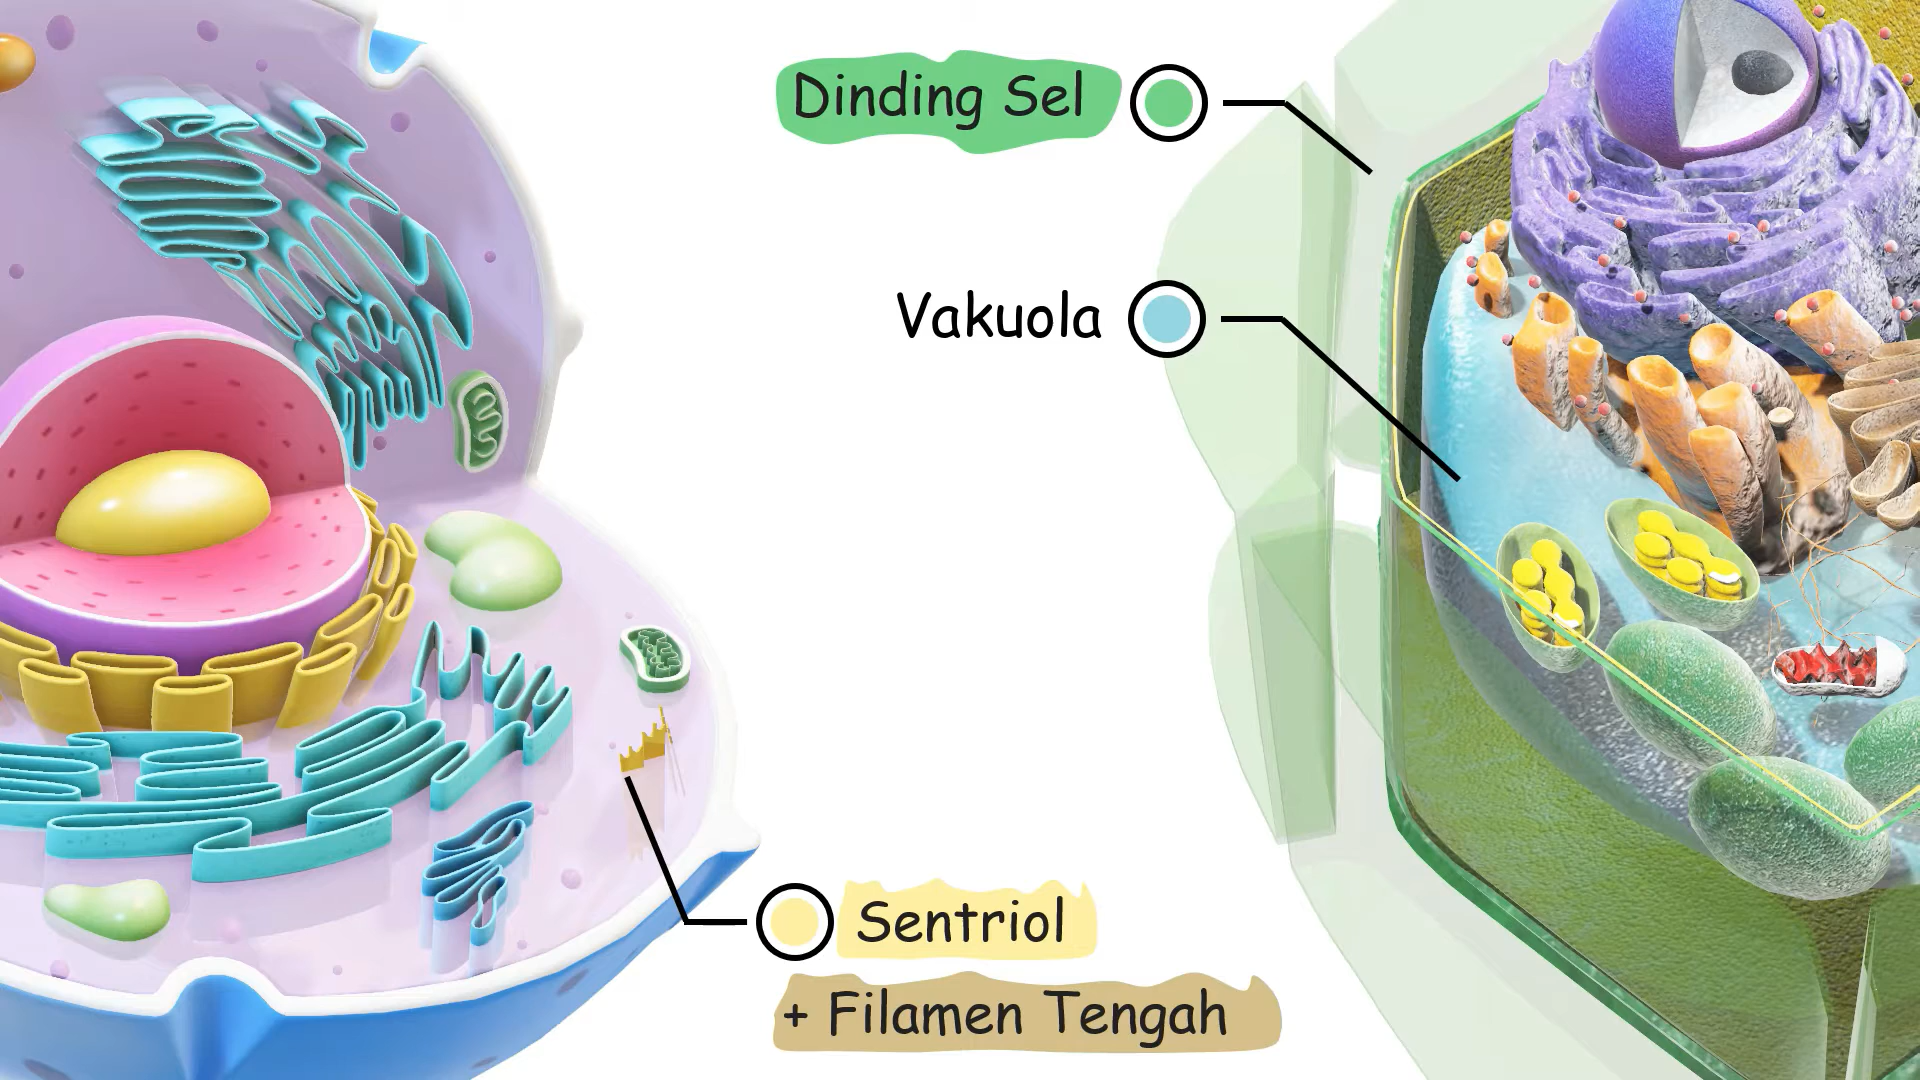 Dinding Sel
Vakuola
Sentriol
+ Filamen Tengah